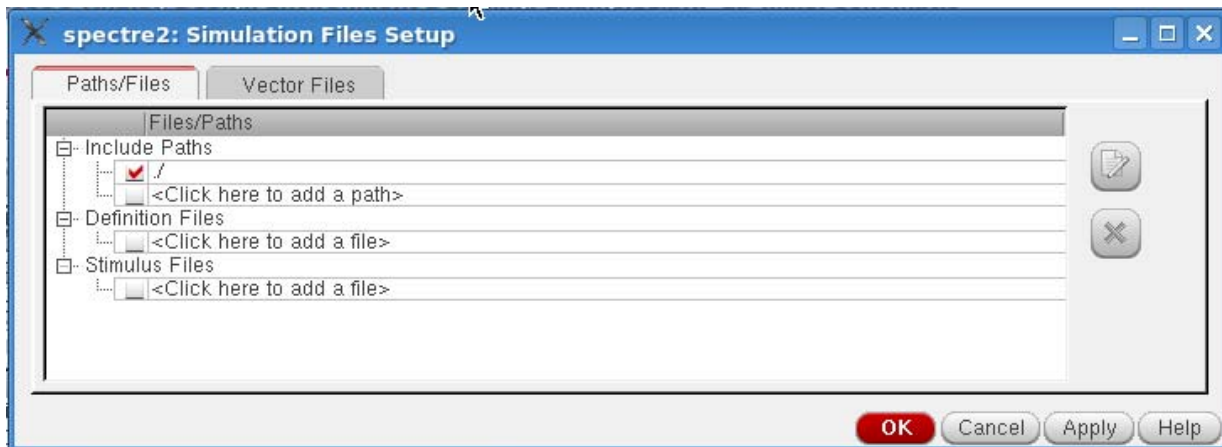 spectre2: Simulation Files Setup
Paths/Files Vector Files
Files/Paths
Include Paths
./
<Click here to add a path>
Definition Files
<Click here to add a file>
Stimulus Files
<Click here to add a file>
OK Cancel Apply Help